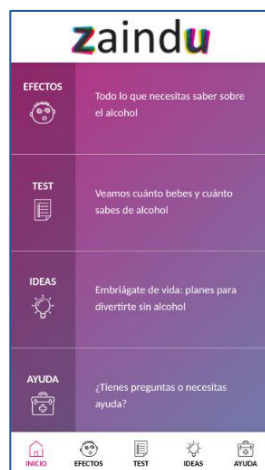 zaindu
EFECTOS
Todo lo que necesitas saber sobre
el alcohol
TEST
Veamos cuánto bebes y cuánto
sabes de alcohol
IDEAS
Embriágate de vida: planes para
divertirte sin alcohol
AYUDA
¿Tienes preguntas o necesitas
ayuda?
INICIO EFECTOS TEST IDEAS AYUDA